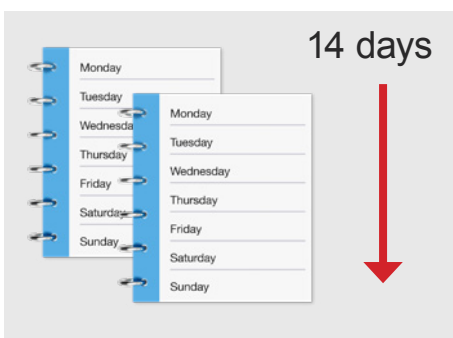 14 days
Monday
Tuesday
Wednesda
Thursday
Friday
Saturday
Sunday
Monday
Tuesday
Wednesday
Thursday
Friday
Saturday
Sunday